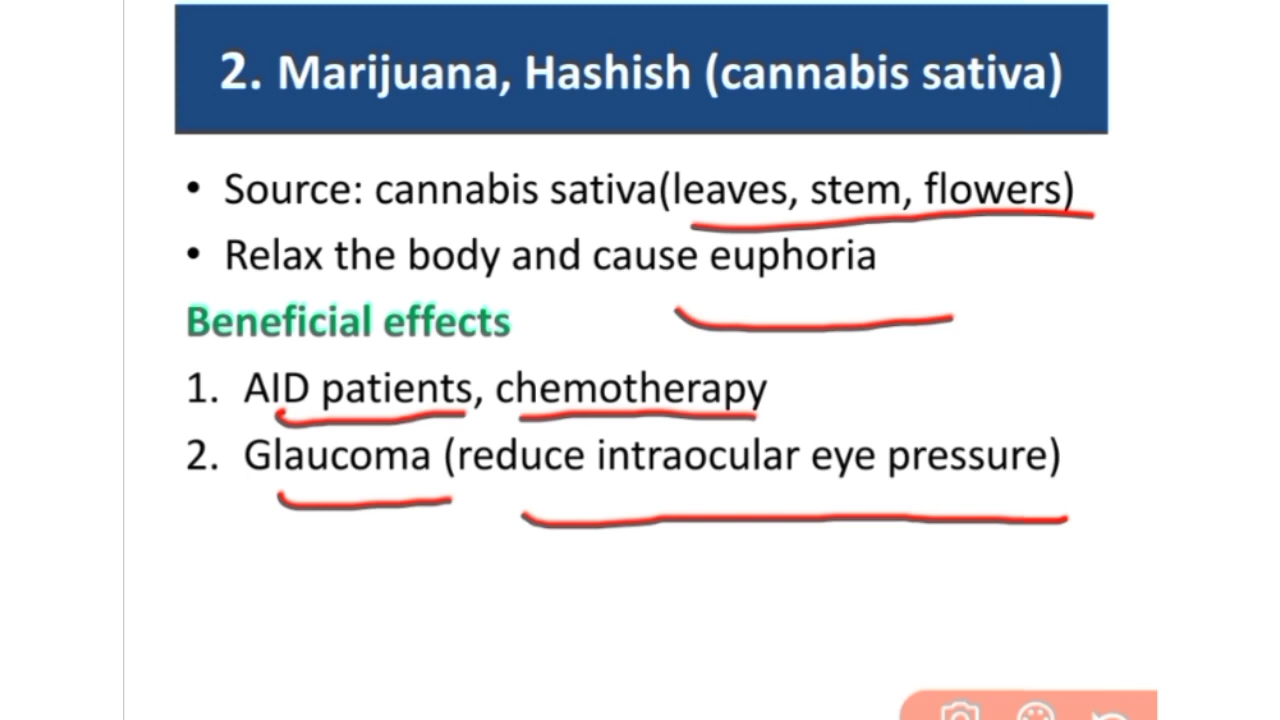 2. Marijuana, Hashish (cannabis sativa)
• Source: cannabis sativa(leaves, stem, flowers)
• Relax the body and cause euphoria
Beneficial effects
1. AID patients, chemotherapy
2. Glaucoma (reduce intraocular eye pressure)